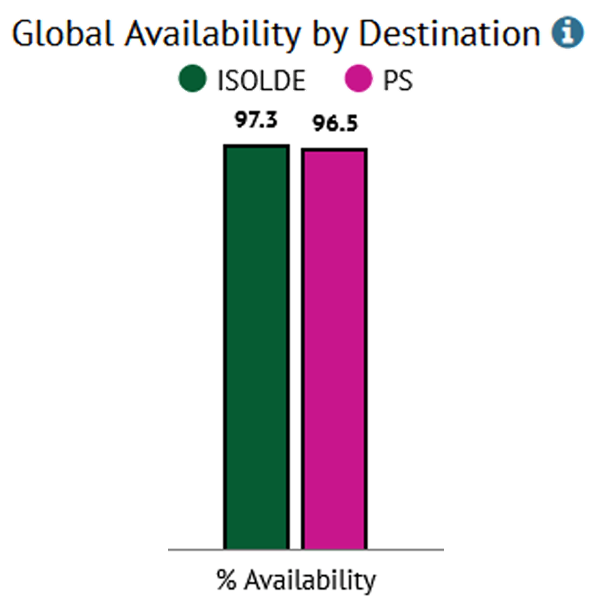 Global Availability by Destination i
ISOLDE PS
97.3 96.5
% Availability